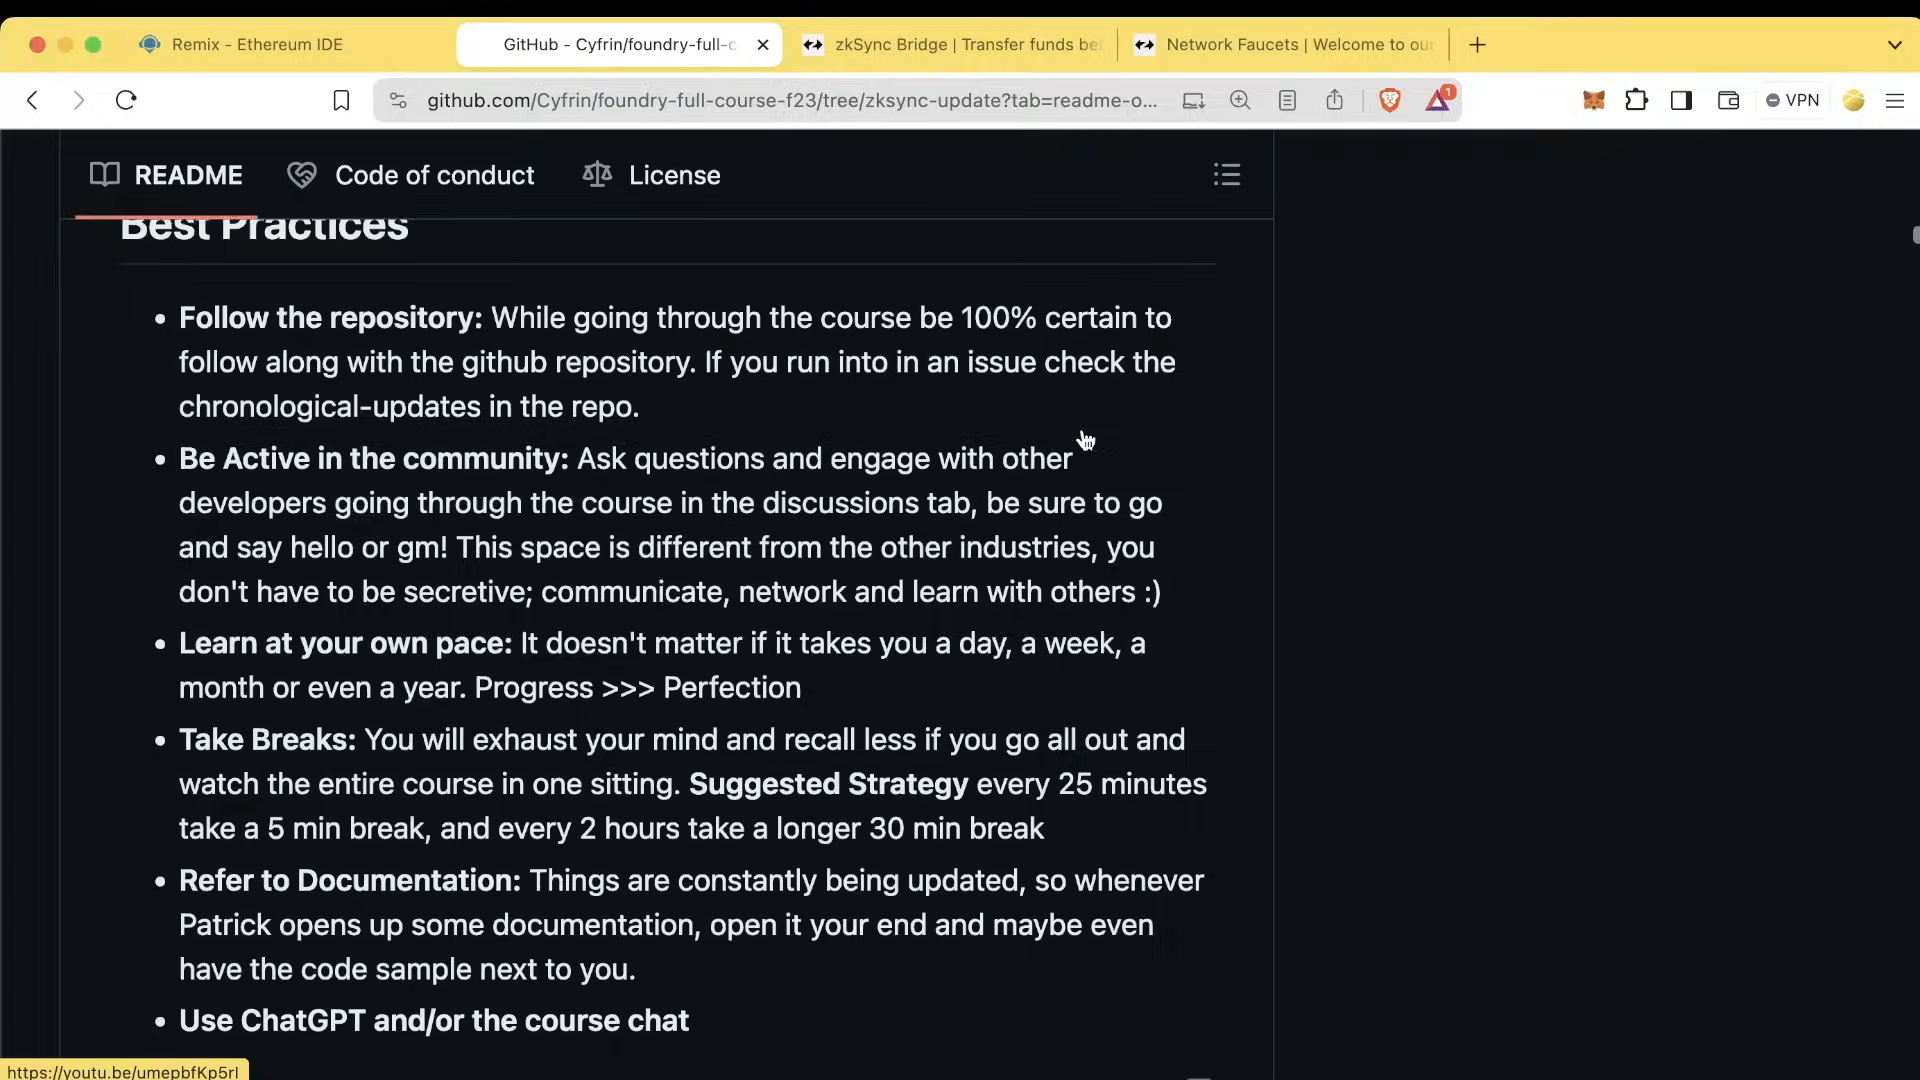 Remix - Ethereum IDE
GitHub - Cyfrin/foundry-full-c
zkSync Bridge | Transfer funds be
Network Faucets | Welcome to ou
github.com/Cyfrin/foundry-full-course-f23/tree/zksync-update?tab=readme-o...
1
VPN
README
Code of conduct
License
Best Practices
• Follow the repository: While going through the course be 100% certain to
follow along with the github repository. If you run into in an issue check the
chronological-updates in the repo.
• Be Active in the community: Ask questions and engage with other
developers going through the course in the discussions tab, be sure to go
and say hello or gm! This space is different from the other industries, you
don't have to be secretive; communicate, network and learn with others :)
• Learn at your own pace: It doesn't matter if it takes you a day, a week, a
month or even a year. Progress >>> Perfection
• Take Breaks: You will exhaust your mind and recall less if you go all out and
watch the entire course in one sitting. Suggested Strategy every 25 minutes
take a 5 min break, and every 2 hours take a longer 30 min break
• Refer to Documentation: Things are constantly being updated, so whenever
Patrick opens up some documentation, open it your end and maybe even
have the code sample next to you.
• Use ChatGPT and/or the course chat
https://youtu.be/umepbfKp5rI